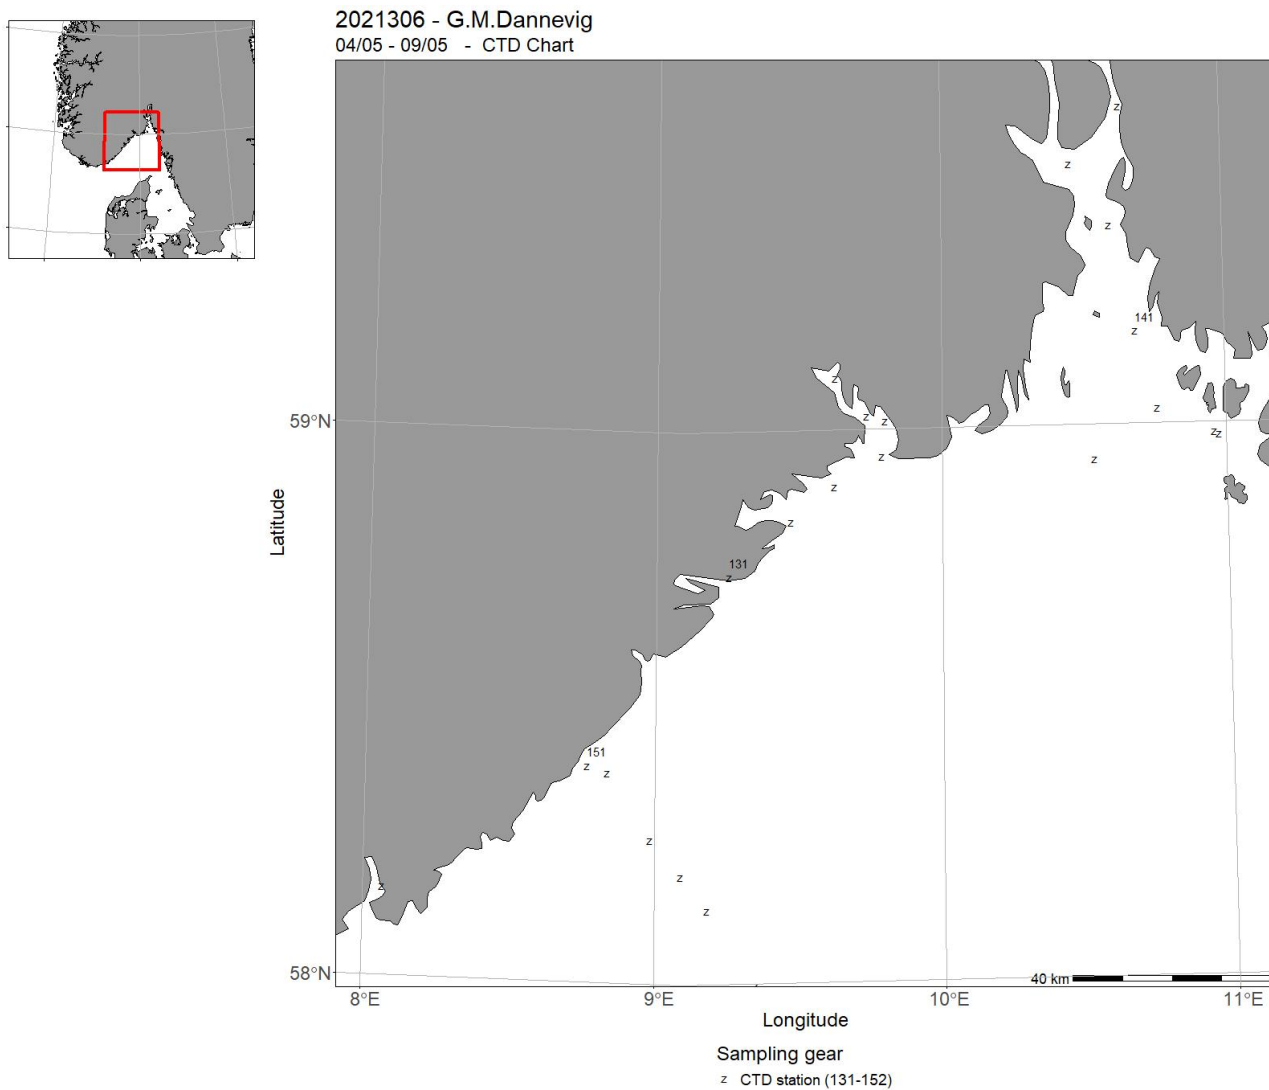 2021306 - G.M.Dannevig
04/05 - 09/05 - CTD Chart
z
z
z
141
z
z
z
z
z
z z
z z
z
z
z
131
z
151
z z
z
z
z
z
59°N
58°N
Latitude
40 km
8°E 9°E 10°E 11°E
Longitude
Sampling gear
z CTD station (131-152)